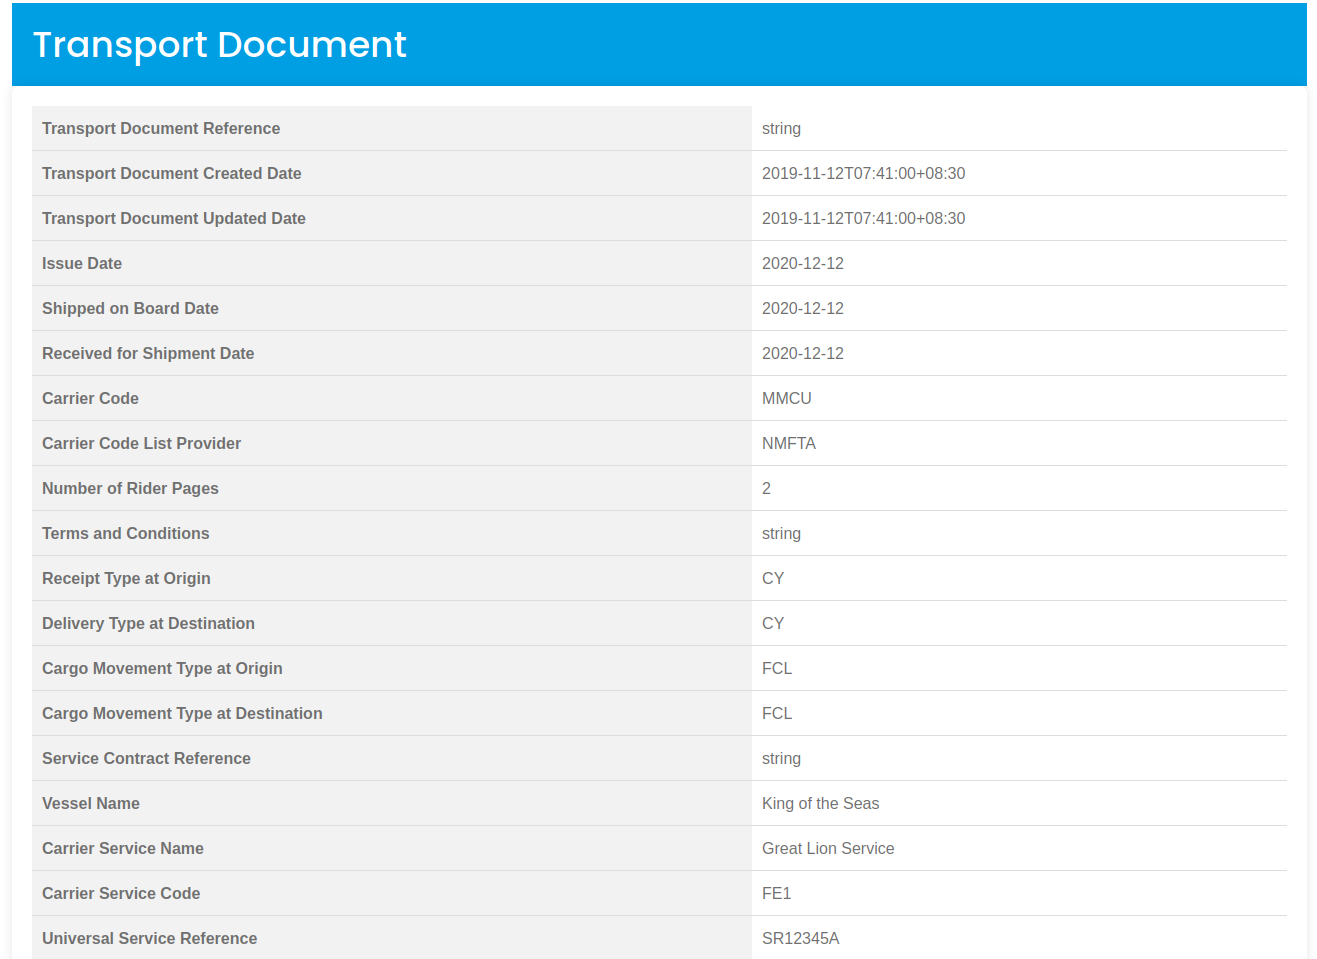 Transport Document
Transport Document Reference string
Transport Document Created Date 2019-11-12T07:41:00+08:30
Transport Document Updated Date 2019-11-12T07:41:00+08:30
Issue Date 2020-12-12
Shipped on Board Date 2020-12-12
Received for Shipment Date 2020-12-12
Carrier Code MMCU
Carrier Code List Provider NMFTA
Number of Rider Pages 2
Terms and Conditions string
Receipt Type at Origin CY
Delivery Type at Destination CY
Cargo Movement Type at Origin FCL
Cargo Movement Type at Destination FCL
Service Contract Reference string
Vessel Name King of the Seas
Carrier Service Name Great Lion Service
Carrier Service Code FE1
Universal Service Reference SR12345A